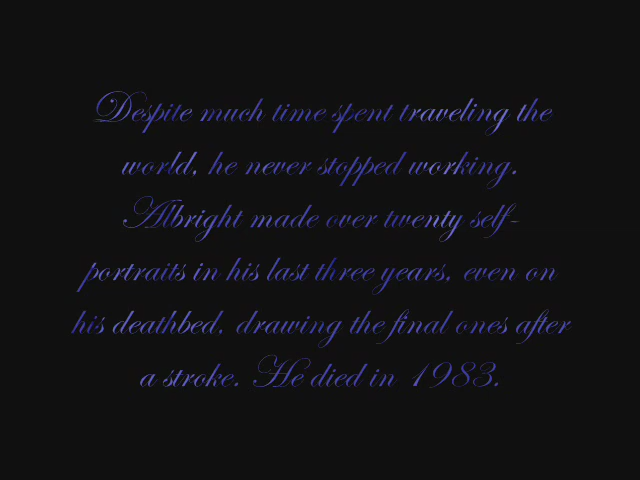 Despite much time spent traveling the
world, he never stopped working.
Albright made over twenty self-
portraits in his last three years, even on
his deathbed, drawing the final ones after
a stroke. He died in 1983.